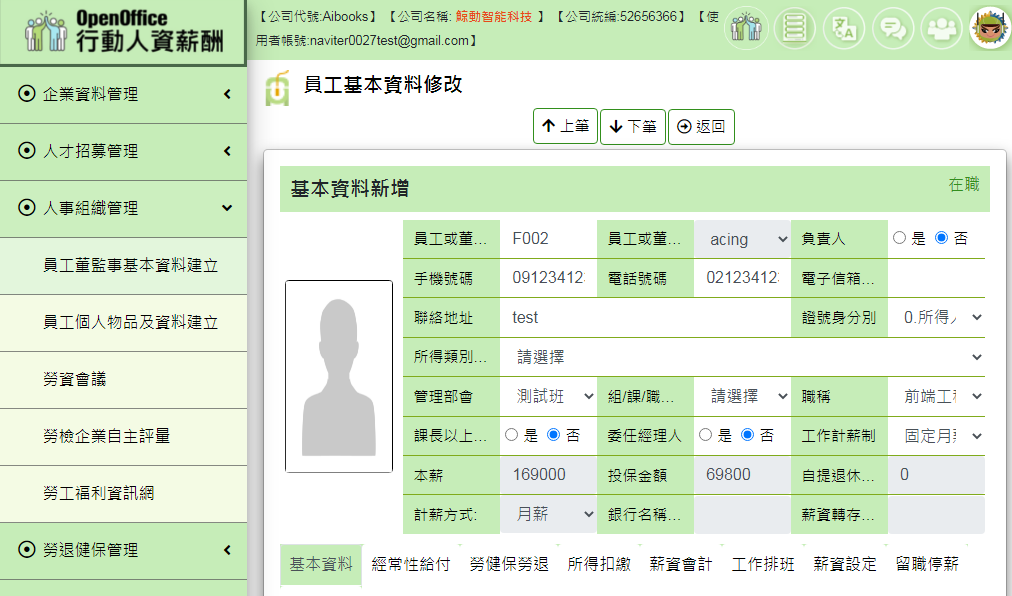 OpenOffice
行動人資薪酬
【公司代號:Aibooks】【公司名稱: 鯨動智能科技 】【公司統編:52656366】【使
用者帳號:naviter0027test@gmail.com】
企業資料管理
人才招募管理
人事組織管理
員工董監事基本資料建立
員工個人物品及資料建立
勞資會議
勞檢企業自主評量
勞工福利資訊網
勞退健保管理
員工基本資料修改
上筆 下筆 返回
基本資料新增 在職
員工或董... F002 員工或董... acing 負責人 是 否
手機號碼 091234123 電話號碼 021234123 電子信箱...
聯絡地址 test 證號身分別 0.所得人
所得類別... 請選擇
管理部會 測試班 組/課/職... 請選擇 職稱 前端工程
課長以上... 是 否 委任經理人 是 否 工作計薪制 固定月薪
本薪 169000 投保金額 69800 自提退休... 0
計薪方式: 月薪 銀行名稱... 薪資轉存...
基本資料 經常性給付 勞健保勞退 所得扣繳 薪資會計 工作排班 薪資設定 留職停薪